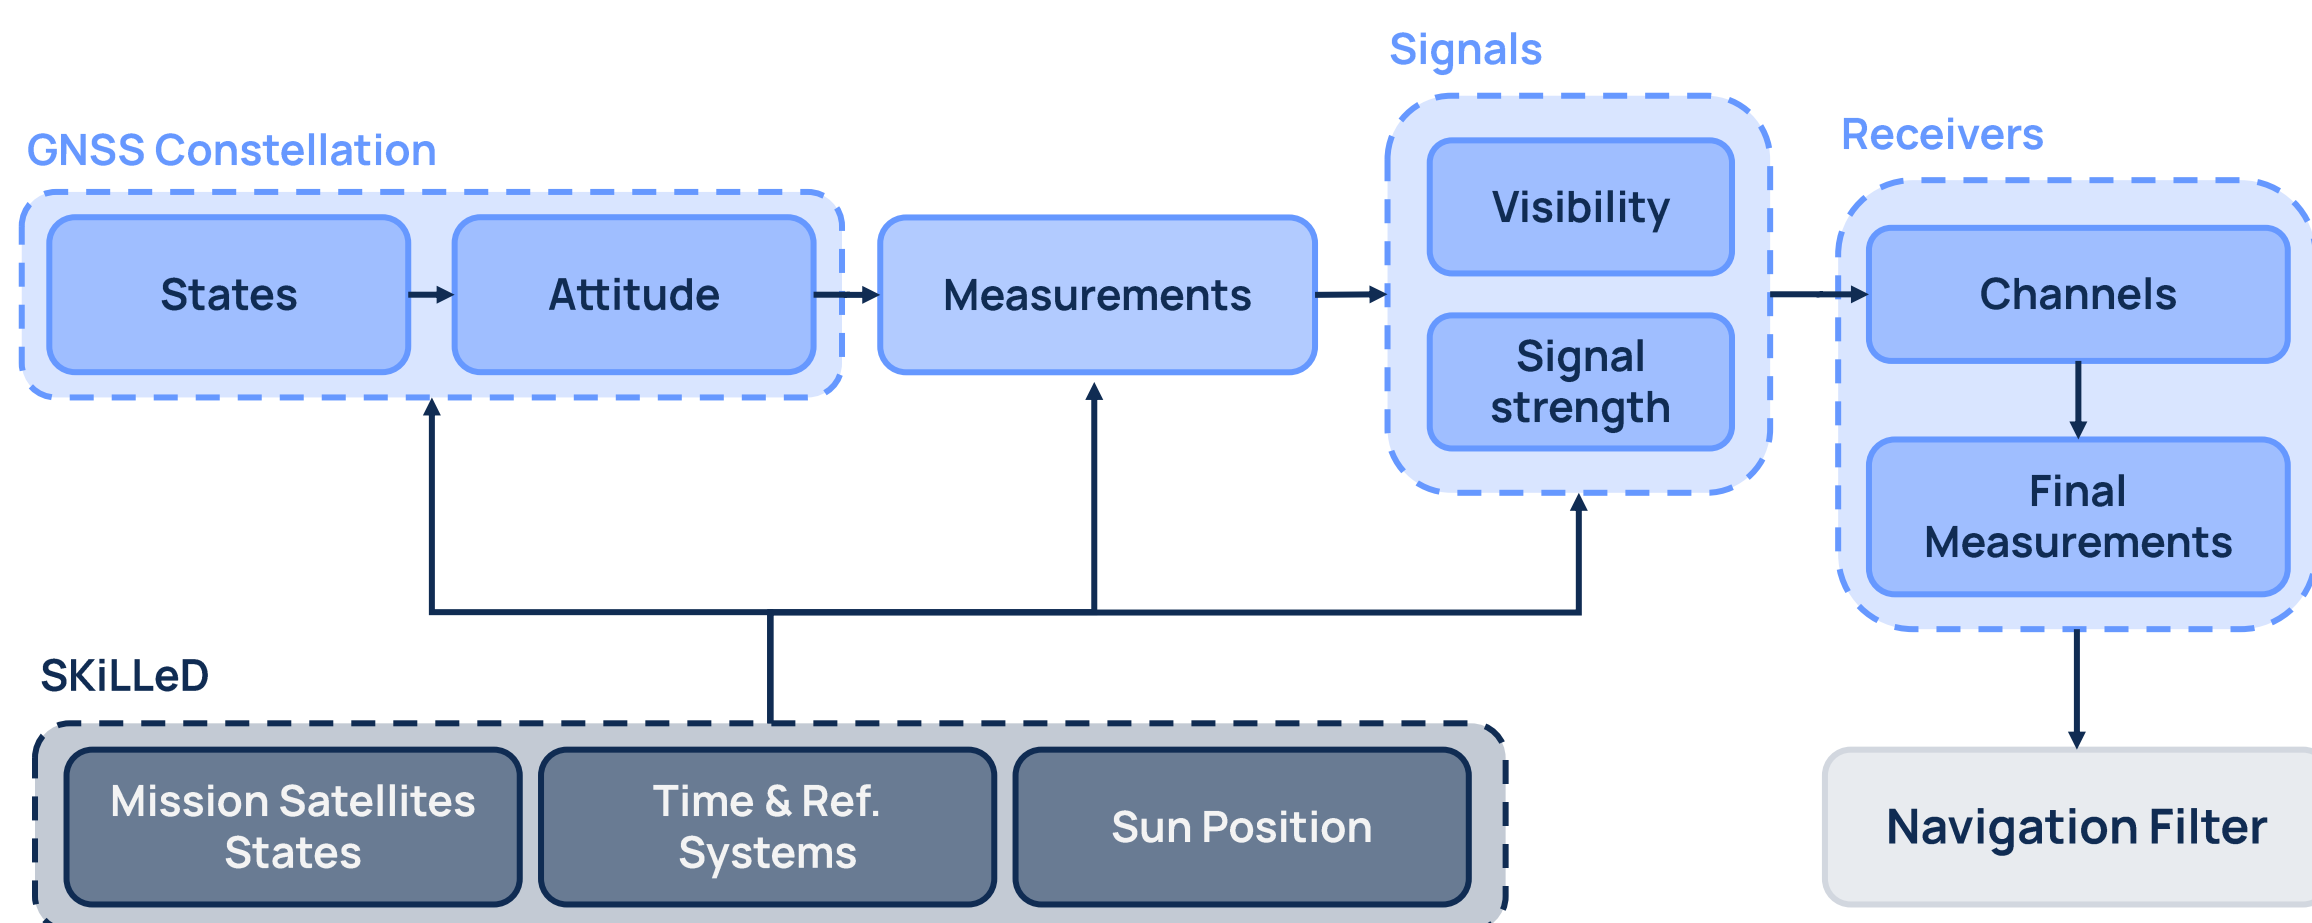 Signals
GNSS Constellation
Receivers
States
Attitude
Measurements
Visibility
Signal
strength
Channels
Final
Measurements
SKiLLeD
Mission Satellites
States
Time & Ref.
Systems
Sun Position
Navigation Filter